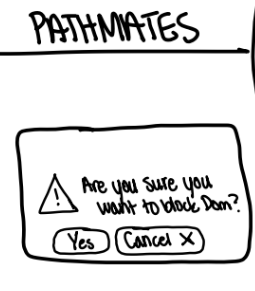 PATHMATES
Are you sure you
want to block Dom?
Yes
Cancel X